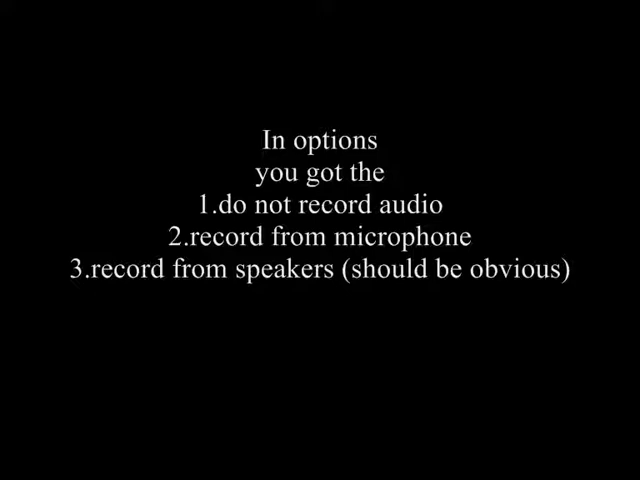 In options
you got the
1.do not record audio
2.record from microphone
3.record from speakers (should be obvious)